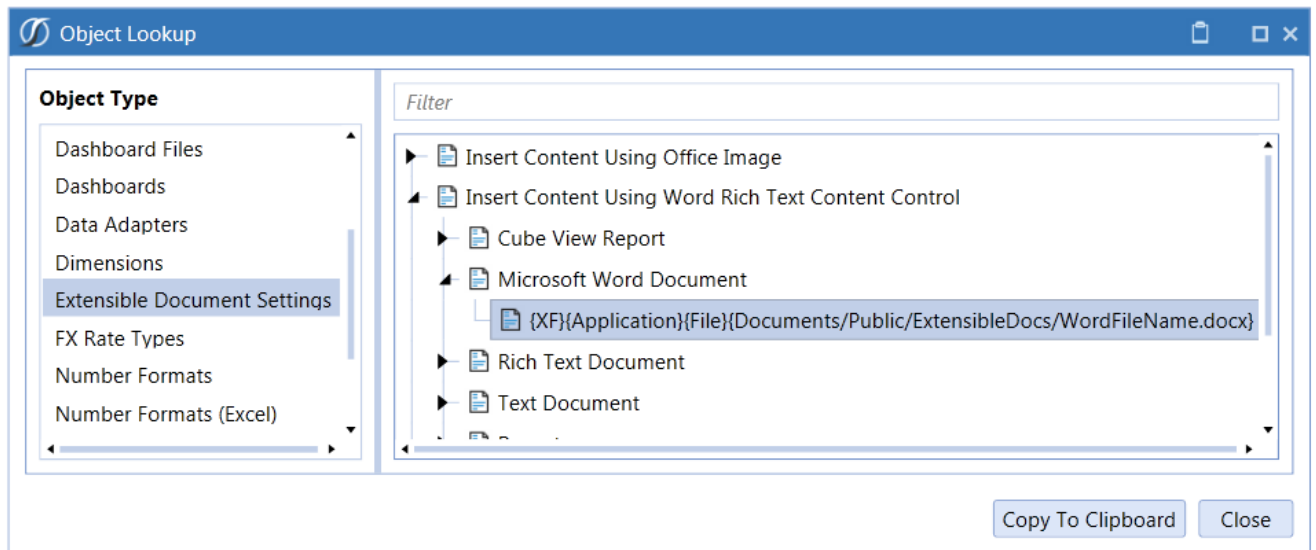 Object Lookup
Object Type
Dashboard Files
Dashboards
Data Adapters
Dimensions
Extensible Document Settings
FX Rate Types
Number Formats
Number Formats (Excel)
Filter
Insert Content Using Office Image
Insert Content Using Word Rich Text Content Control
Cube View Report
Microsoft Word Document
{XF}{Application}{File}{Documents/Public/ExtensibleDocs/WordFileName.docx}
Rich Text Document
Text Document
Copy To Clipboard
Close